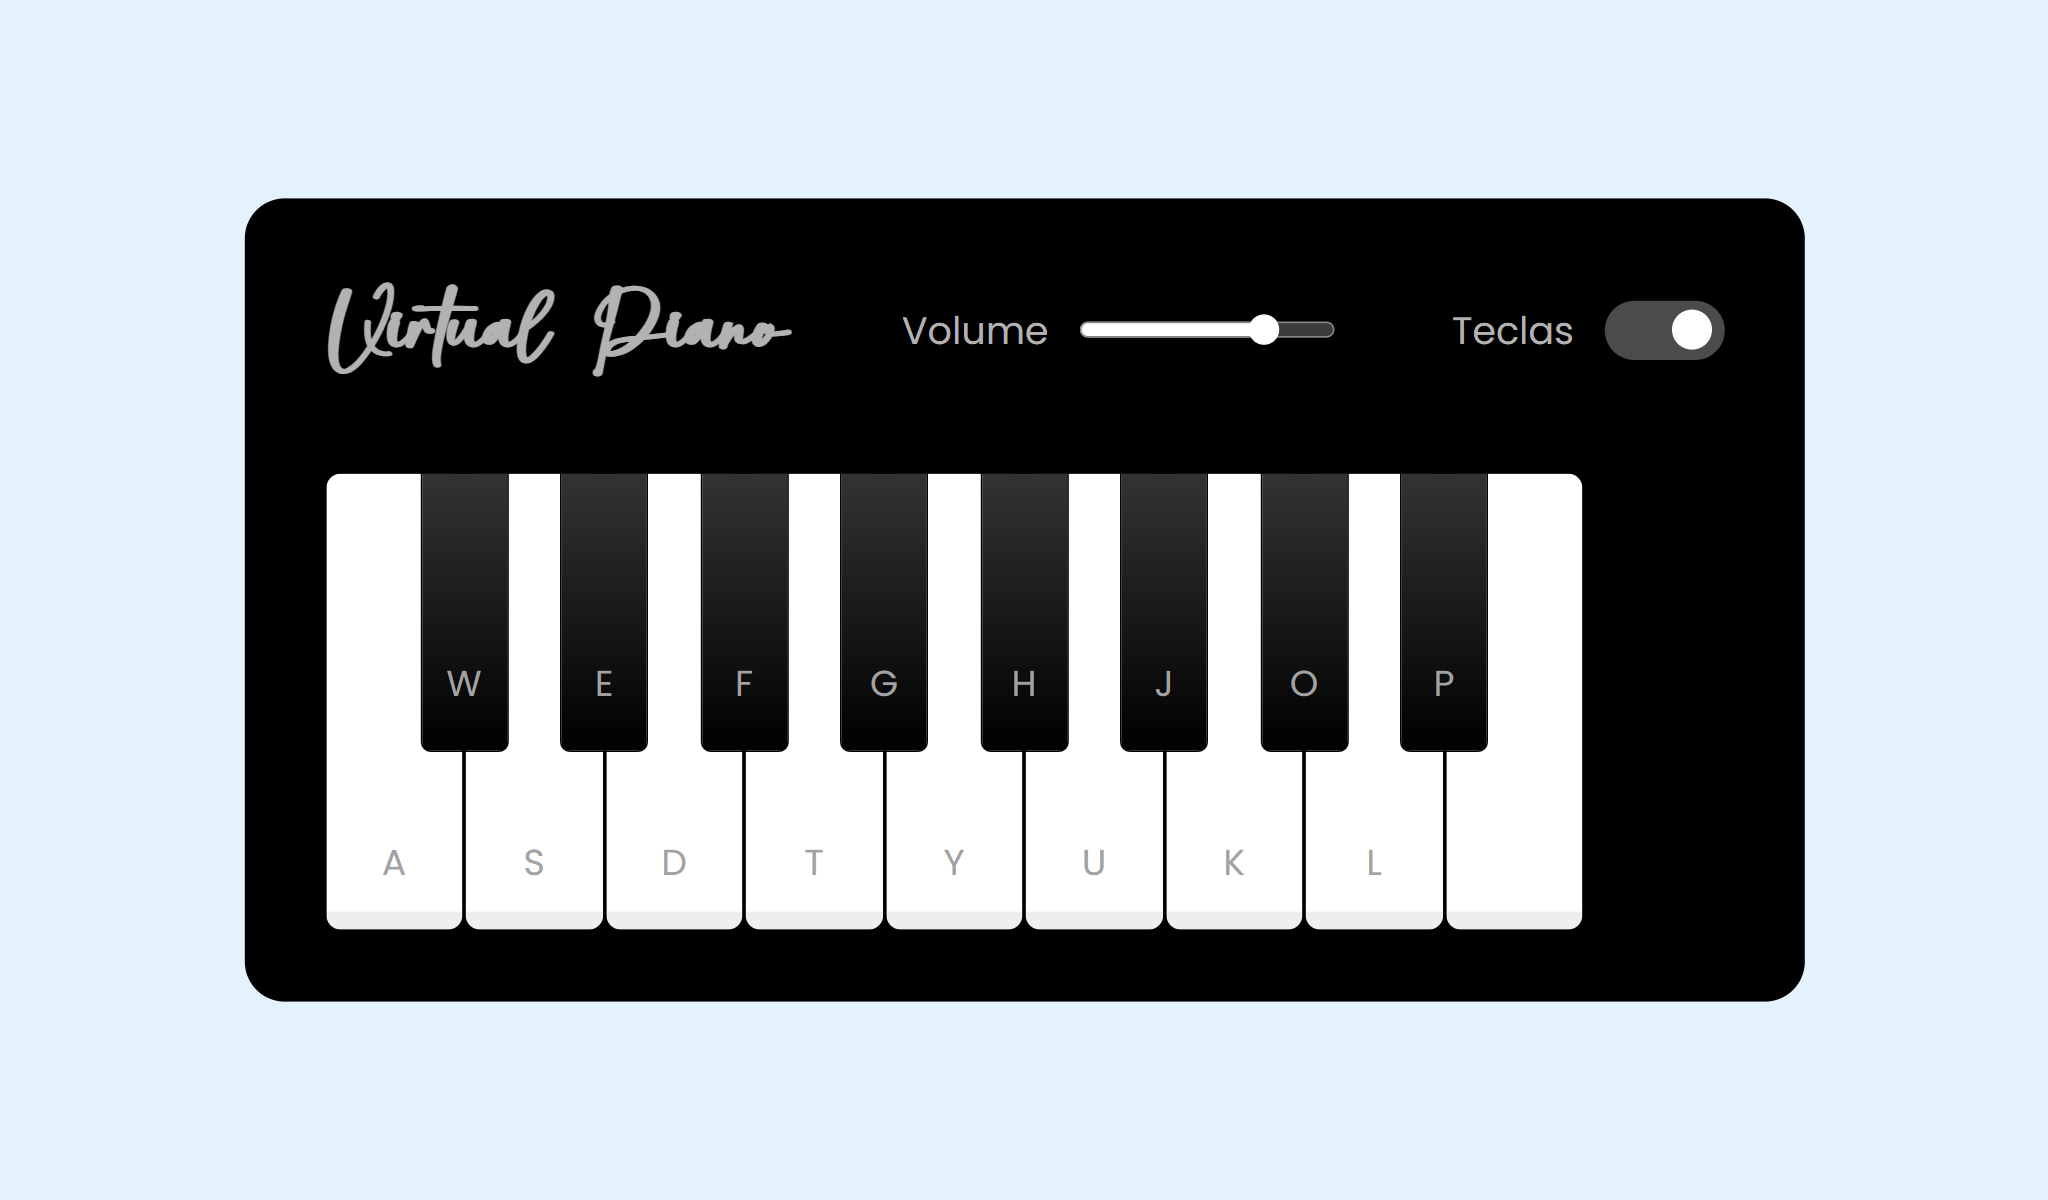 Virtual Piano
Volume
Teclas
W E F G H J O P
A S D T Y U K L